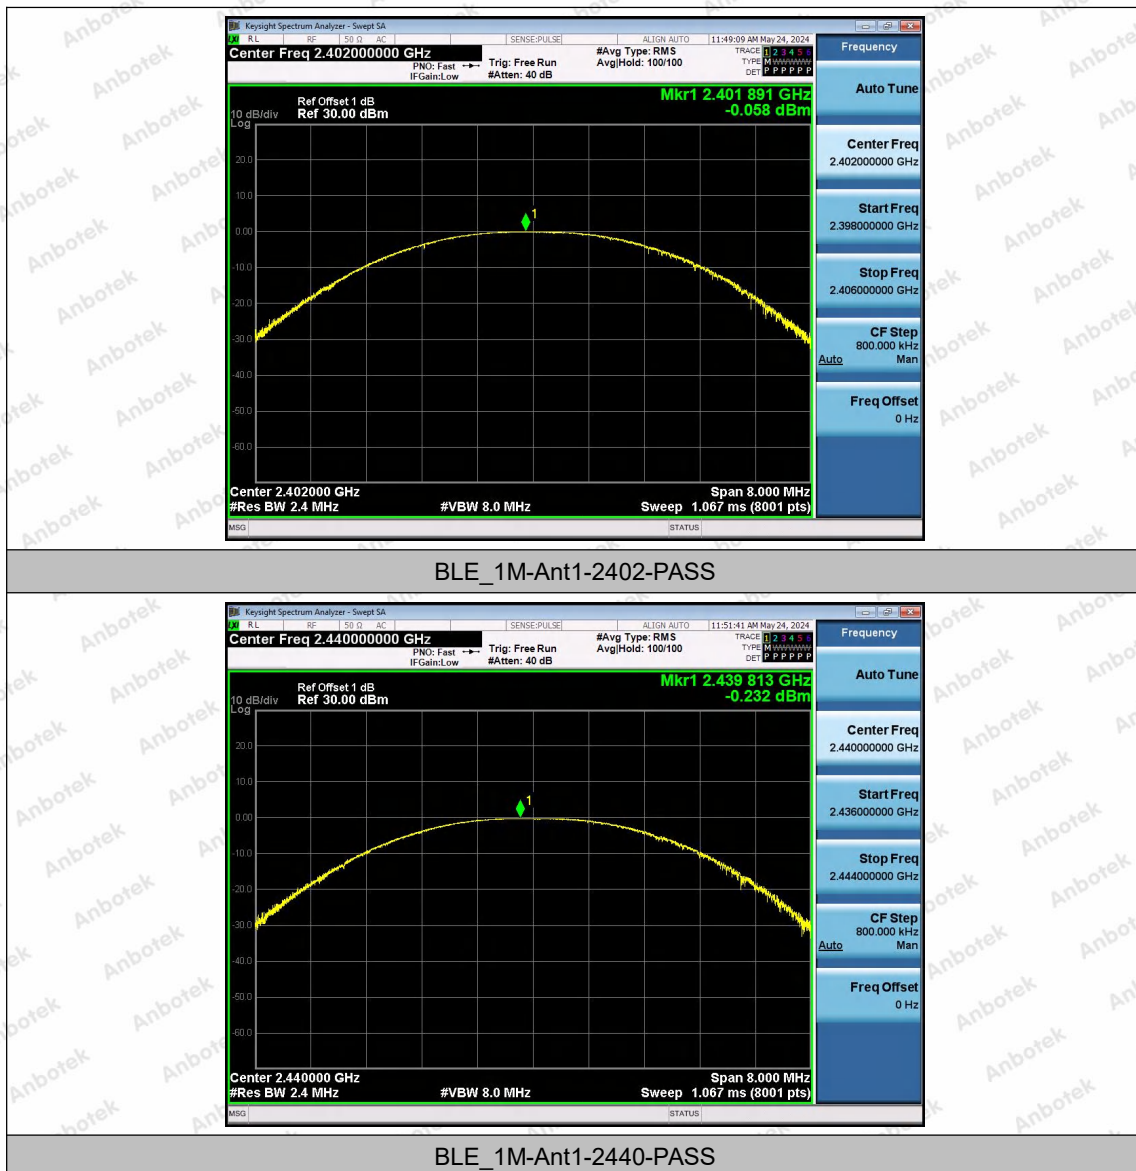 Keysight Spectrum Analyzer - Swept SA
RL RF 50 Ω AC SENSE:PULSE ALIGN AUTO 11:49:09 AM May 24, 2024
Center Freq 2.402000000 GHz #Avg Type: RMS TRACE 1 2 3 4 5 6
PNO: Fast Trig: Free Run Avg|Hold: 100/100 TYPE M WWWWW
IFGain:Low #Atten: 40 dB DET P P P P P P
Frequency
Mkr1 2.401 891 GHz
-0.058 dBm
Ref Offset 1 dB
10 dB/div Ref 30.00 dBm
Log
20.0
10.0
0.00
-10.0
-20.0
-30.0
-40.0
-50.0
-60.0
1
Center 2.402000 GHz Span 8.000 MHz
#Res BW 2.4 MHz #VBW 8.0 MHz Sweep 1.067 ms (8001 pts)
MSG STATUS
Auto Tune
Center Freq
2.402000000 GHz
Start Freq
2.398000000 GHz
Stop Freq
2.406000000 GHz
CF Step
800.000 kHz
Auto Man
Freq Offset
0 Hz
BLE_1M-Ant1-2402-PASS
Keysight Spectrum Analyzer - Swept SA
RL RF 50 Ω AC SENSE:PULSE ALIGN AUTO 11:51:41 AM May 24, 2024
Center Freq 2.440000000 GHz #Avg Type: RMS TRACE 1 2 3 4 5 6
PNO: Fast Trig: Free Run Avg|Hold: 100/100 TYPE M WWWWW
IFGain:Low #Atten: 40 dB DET P P P P P P
Frequency
Mkr1 2.439 813 GHz
-0.232 dBm
Ref Offset 1 dB
10 dB/div Ref 30.00 dBm
Log
20.0
10.0
0.00
-10.0
-20.0
-30.0
-40.0
-50.0
-60.0
1
Center 2.440000 GHz Span 8.000 MHz
#Res BW 2.4 MHz #VBW 8.0 MHz Sweep 1.067 ms (8001 pts)
MSG STATUS
Auto Tune
Center Freq
2.440000000 GHz
Start Freq
2.436000000 GHz
Stop Freq
2.444000000 GHz
CF Step
800.000 kHz
Auto Man
Freq Offset
0 Hz
BLE_1M-Ant1-2440-PASS
Anbotek